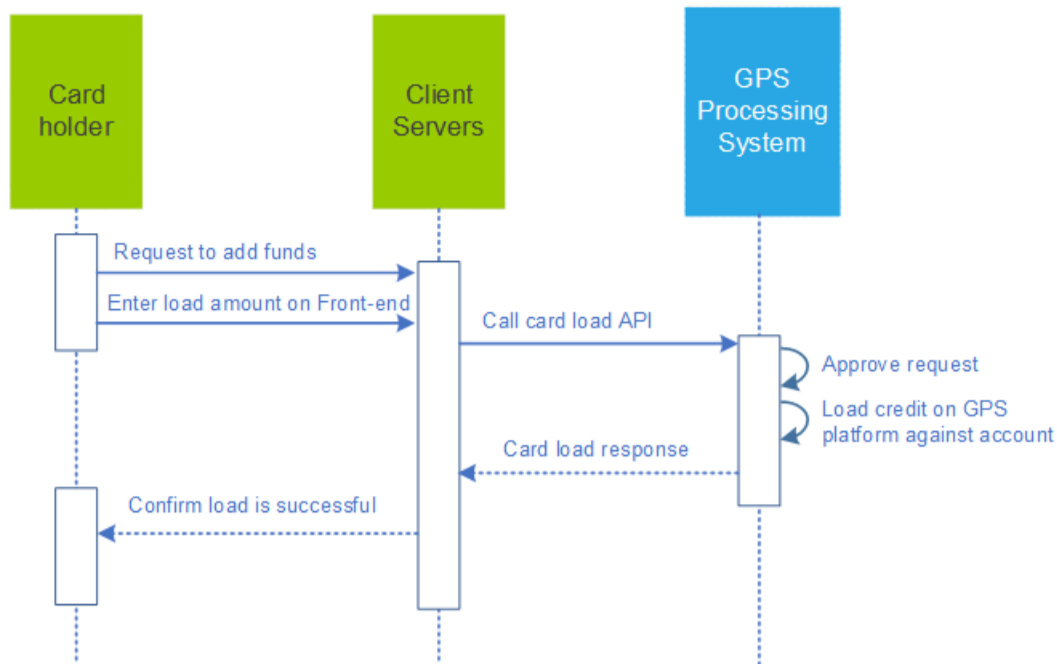 Card
holder
Client
Servers
GPS
Processing
System
Request to add funds
Enter load amount on Front-end
Call card load API
Approve request
Load credit on GPS
platform against account
Card load response
Confirm load is successful